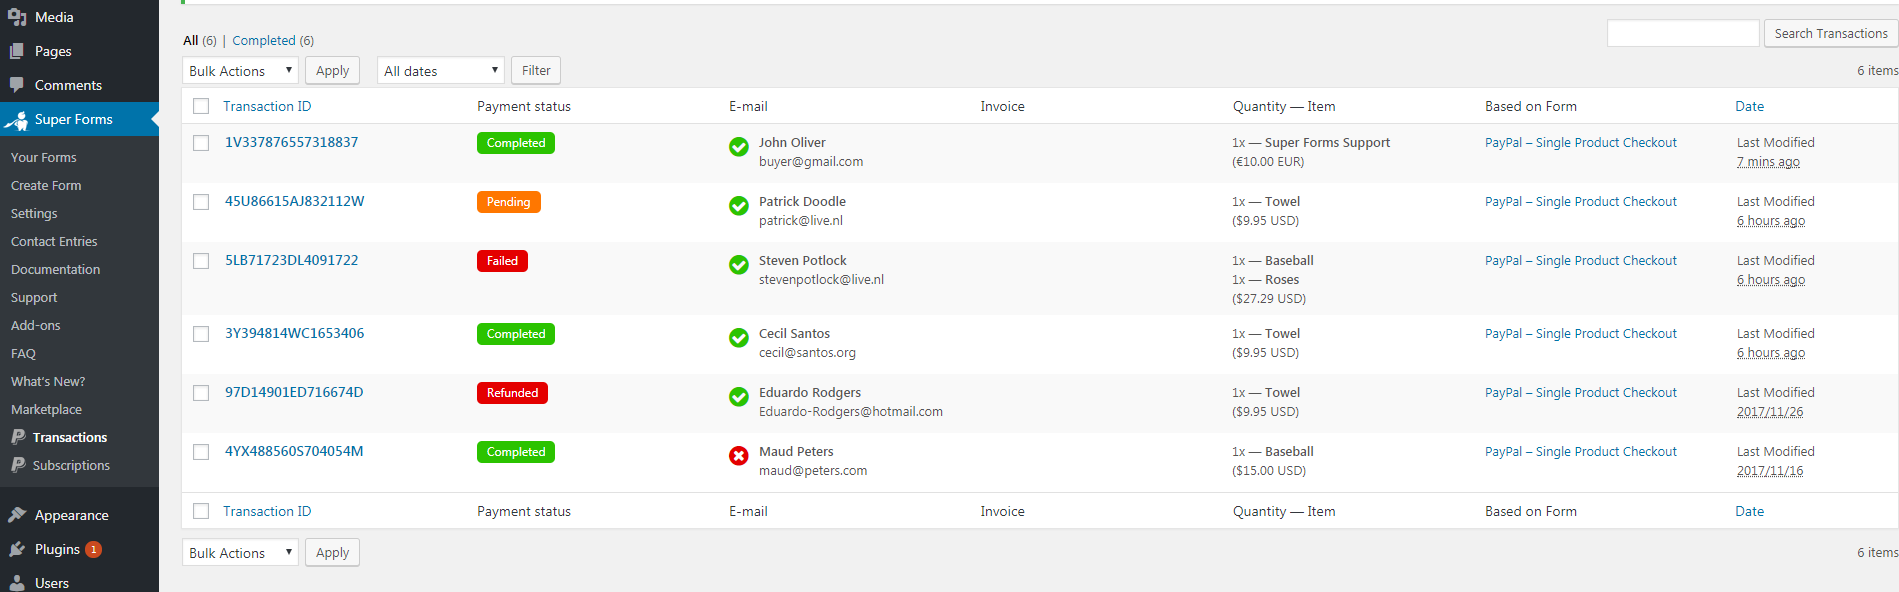 Media
Pages
Comments
Super Forms
Your Forms
Create Form
Settings
Contact Entries
Documentation
Support
Add-ons
FAQ
What's New?
Marketplace
Transactions
Subscriptions
Appearance
Plugins 1
Users
All (6) | Completed (6)
Search Transactions
Bulk Actions Apply All dates Filter 6 items
Transaction ID Payment status E-mail Invoice Quantity — Item Based on Form Date
1V337876557318837 Completed John Oliver 1x — Super Forms Support PayPal – Single Product Checkout Last Modified
buyer@gmail.com (€10.00 EUR) 7 mins ago
45U86615AJ832112W Pending Patrick Doodle 1x — Towel PayPal – Single Product Checkout Last Modified
patrick@live.nl ($9.95 USD) 6 hours ago
5LB71723DL4091722 Failed Steven Potlock 1x — Baseball PayPal – Single Product Checkout Last Modified
stevenpotlock@live.nl 1x — Roses 6 hours ago
($27.29 USD)
3Y394814WC1653406 Completed Cecil Santos 1x — Towel PayPal – Single Product Checkout Last Modified
cecil@santos.org ($9.95 USD) 6 hours ago
97D14901ED716674D Refunded Eduardo Rodgers 1x — Towel PayPal – Single Product Checkout Last Modified
Eduardo-Rodgers@hotmail.com ($9.95 USD) 2017/11/26
4YX488560S704054M Completed Maud Peters 1x — Baseball PayPal – Single Product Checkout Last Modified
maud@peters.com ($15.00 USD) 2017/11/16
Transaction ID Payment status E-mail Invoice Quantity — Item Based on Form Date
Bulk Actions Apply 6 items